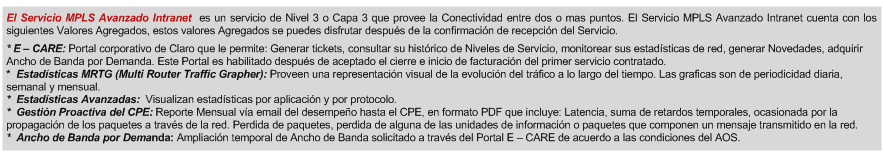 El Servicio MPLS Avanzado Intranet es un servicio de Nivel 3 o Capa 3 que provee la Conectividad entre dos o mas puntos. El Servicio MPLS Avanzado Intranet cuenta con los
siguientes Valores Agregados, estos valores Agregados se puedes disfrutar después de la confirmación de recepción del Servicio.
* E – CARE: Portal corporativo de Claro que le permite: Generar tickets, consultar su histórico de Niveles de Servicio, monitorear sus estadísticas de red, generar Novedades, adquirir
Ancho de Banda por Demanda. Este Portal es habilitado después de aceptado el cierre e inicio de facturación del primer servicio contratado.
* Estadísticas MRTG (Multi Router Traffic Grapher): Proveen una representación visual de la evolución del tráfico a lo largo del tiempo. Las graficas son de periodicidad diaria,
semanal y mensual.
* Estadísticas Avanzadas: Visualizan estadísticas por aplicación y por protocolo.
* Gestión Proactiva del CPE: Reporte Mensual vía email del desempeño hasta el CPE, en formato PDF que incluye: Latencia, suma de retardos temporales, ocasionada por la
propagación de los paquetes a través de la red. Perdida de paquetes, perdida de alguna de las unidades de información o paquetes que componen un mensaje transmitido en la red.
* Ancho de Banda por Demanda: Ampliación temporal de Ancho de Banda solicitado a través del Portal E – CARE de acuerdo a las condiciones del AOS.